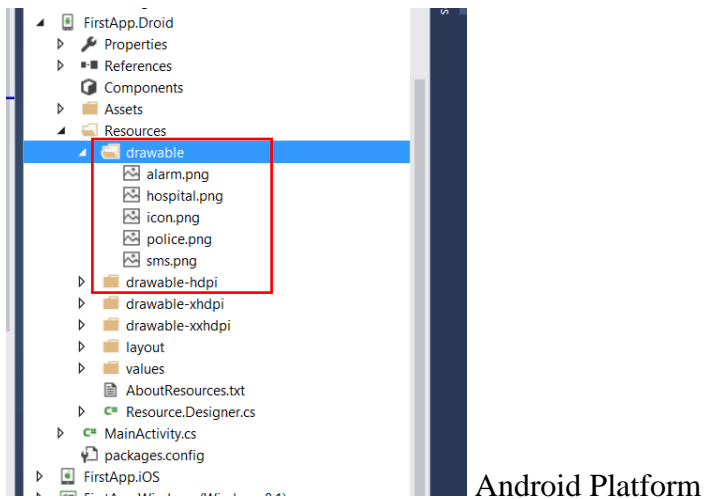 FirstApp.Droid
Properties
References
Components
Assets
Resources
drawable
alarm.png
hospital.png
icon.png
police.png
sms.png
drawable-hdpi
drawable-xhdpi
drawable-xxhdpi
layout
values
AboutResources.txt
C# Resource.Designer.cs
C# MainActivity.cs
packages.config
FirstApp.iOS
Android Platform